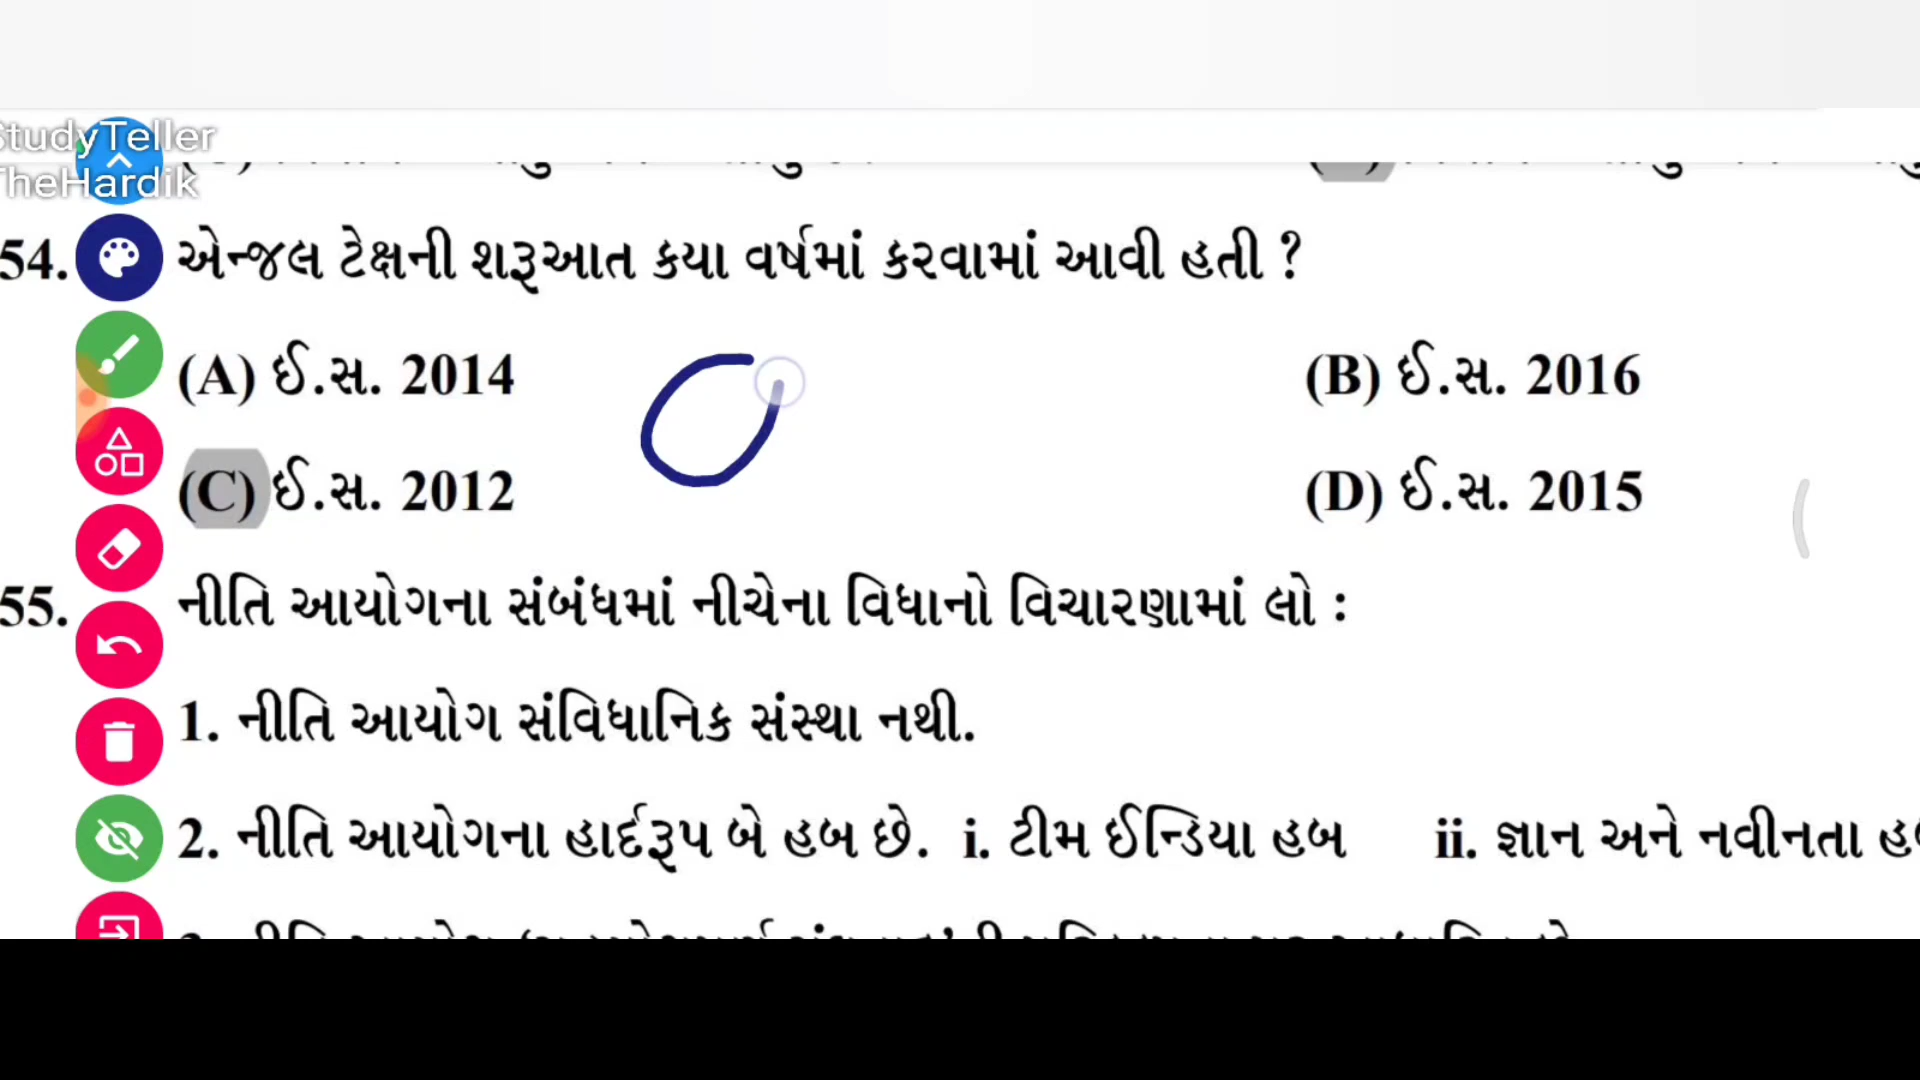 StudyTeller
TheHardik
54. એન્જલ ટેક્ષની શરૂઆત કયા વર્ષમાં કરવામાં આવી હતી ?
(A) ઈ.સ. 2014 (B) ઈ.સ. 2016
(C) ઈ.સ. 2012 (D) ઈ.સ. 2015
55. નીતિ આયોગના સંબંધમાં નીચેના વિધાનો વિચારણામાં લો :
1. નીતિ આયોગ સંવિધાનિક સંસ્થા નથી.
2. નીતિ આયોગના હાર્દરૂપ બે હબ છે. i. ટીમ ઈન્ડિયા હબ ii. જ્ઞાન અને નવીનતા